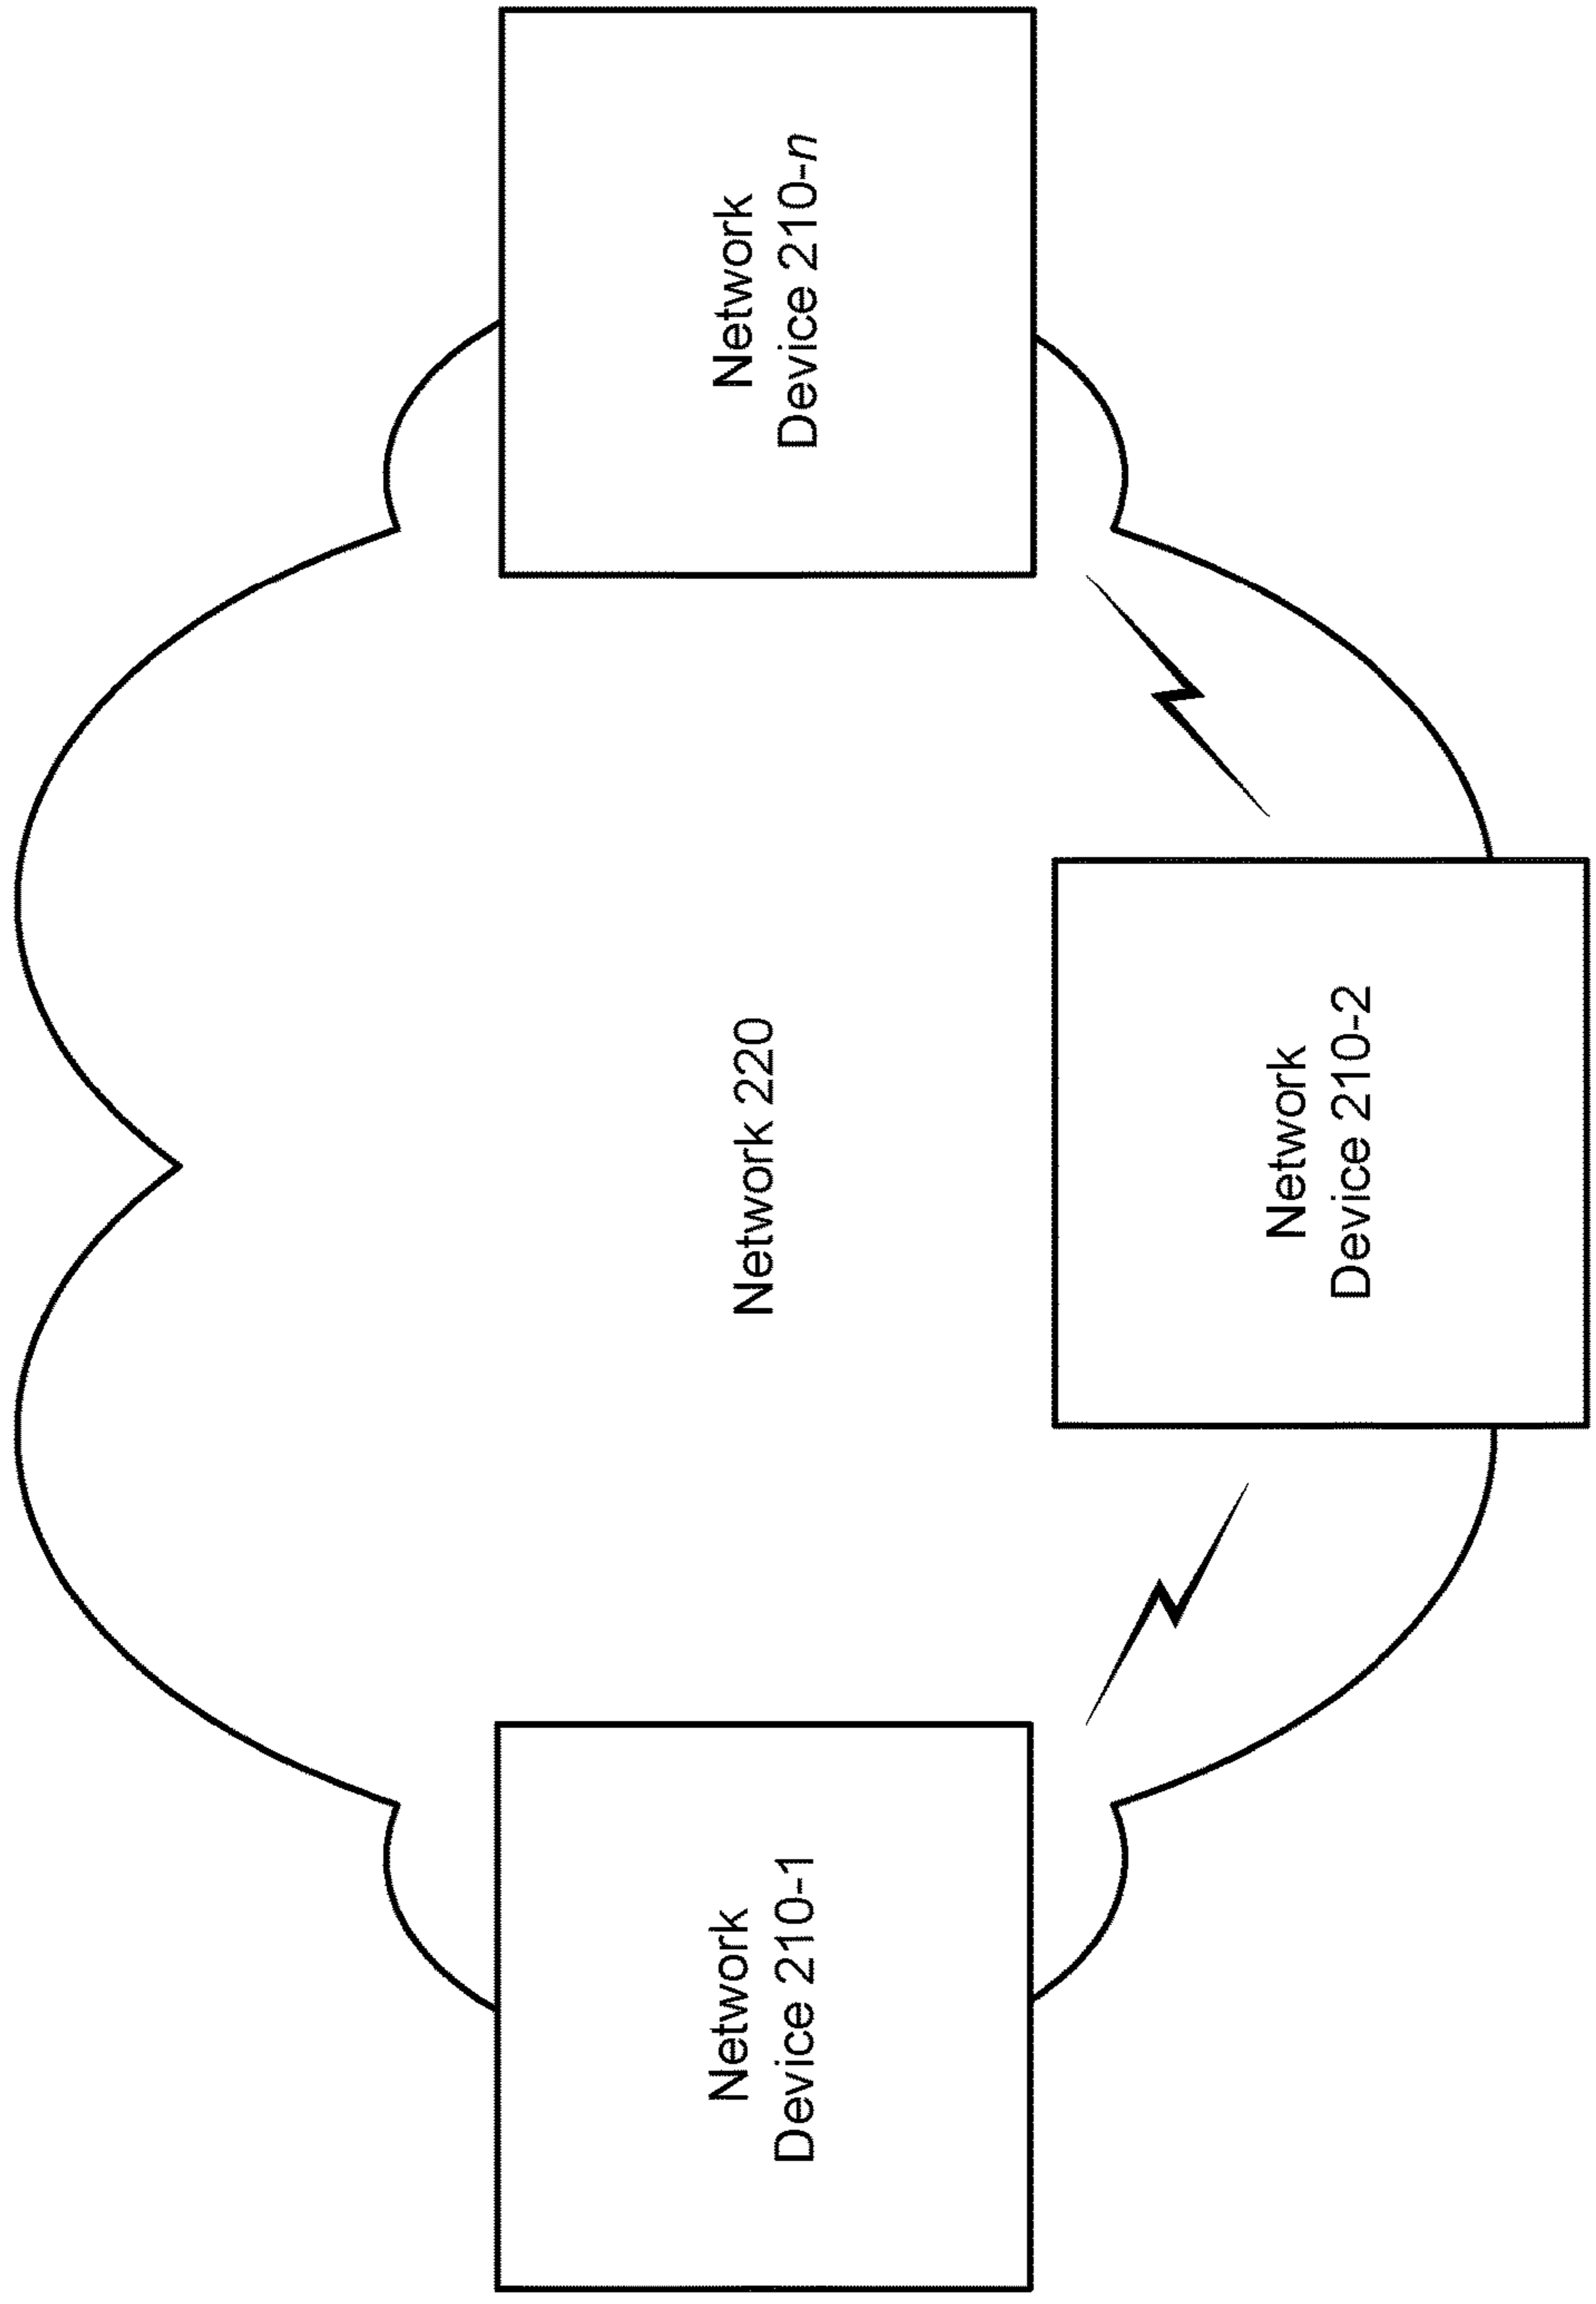 Network 220
Network
Device 210-1
Network
Device 210-2
Network
Device 210-n